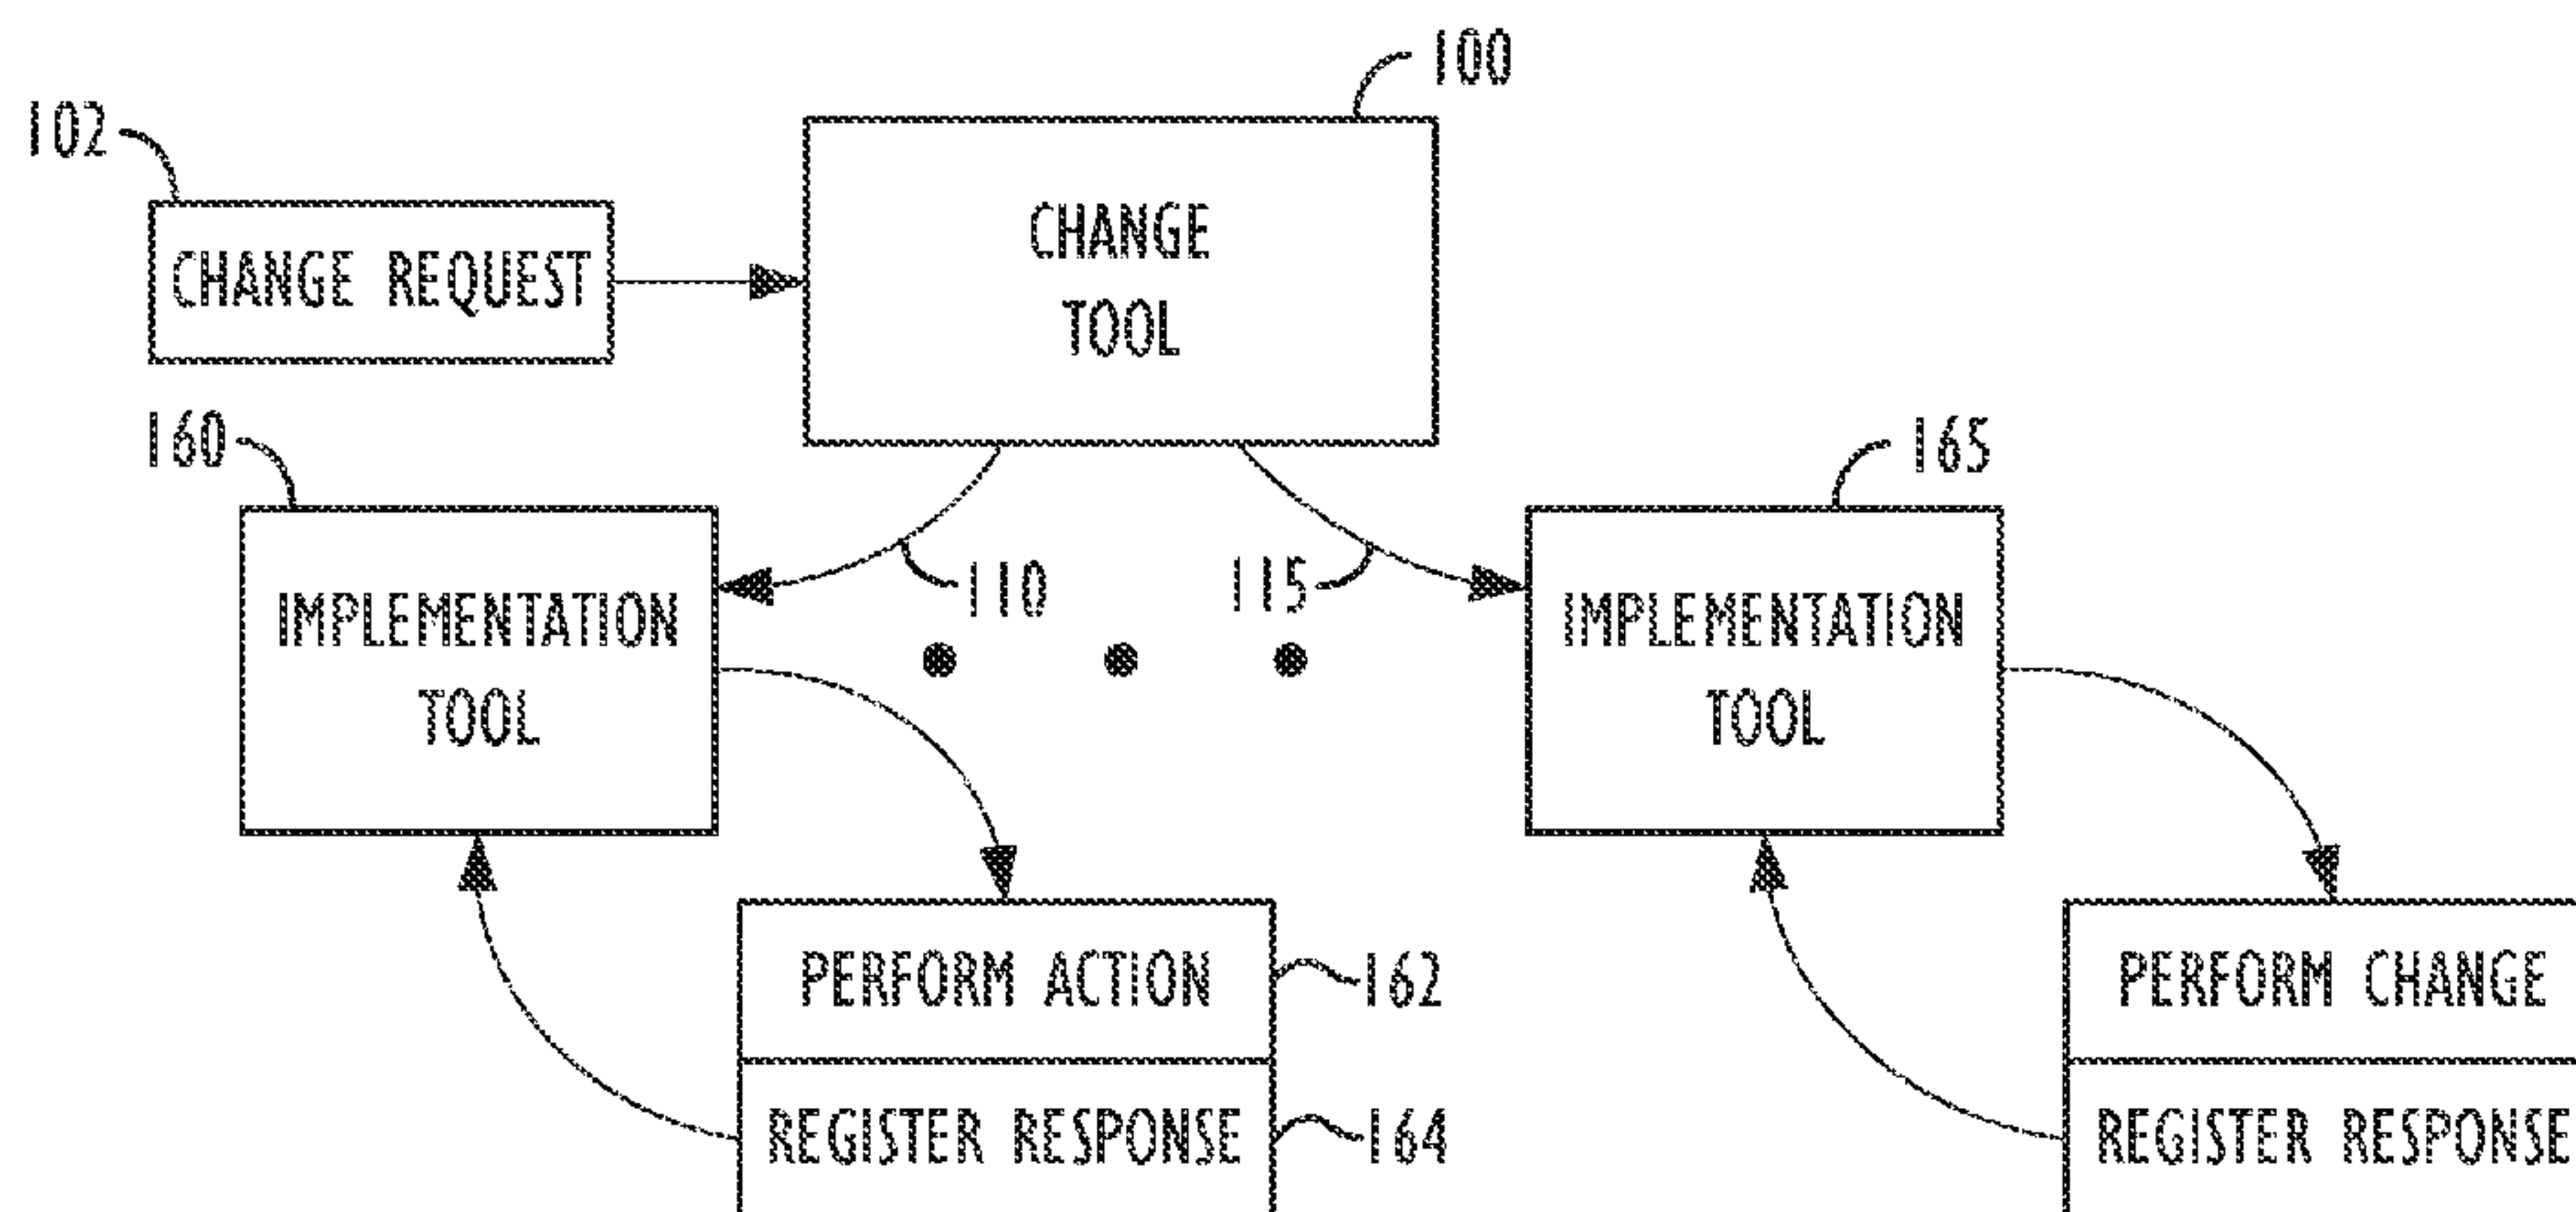 100
102
CHANGE
TOOL
CHANGE REQUEST
160
165
110
115
IMPLEMENTATION
TOOL
IMPLEMENTATION
TOOL
PERFORM ACTION
162
PERFORM CHANGE
REGISTER RESPONSE
164
REGISTER RESPONSE